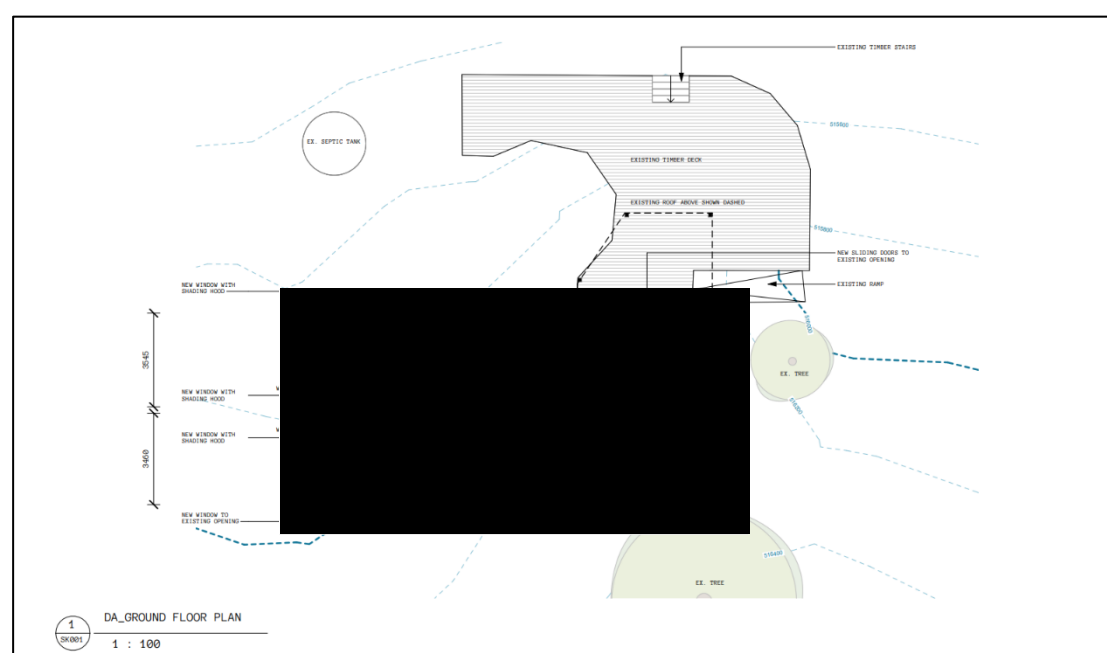 EXISTING TIMBER STAIRS
519600
EX. SEPTIC TANK
EXISTING TIMBER DECK
EXISTING ROOF ABOVE SHOWN DASHED
NEW SLIDING DOORS TO
EXISTING OPENING
EXISTING RAMP
NEW WINDOW WITH
SHADING HOOD
3545
EX. TREE
NEW WINDOW WITH
SHADING HOOD
W
NEW WINDOW WITH
SHADING HOOD
W
3460
NEW WINDOW TO
EXISTING OPENING
EX. TREE
1
SK001
DA_GROUND FLOOR PLAN
1 : 100